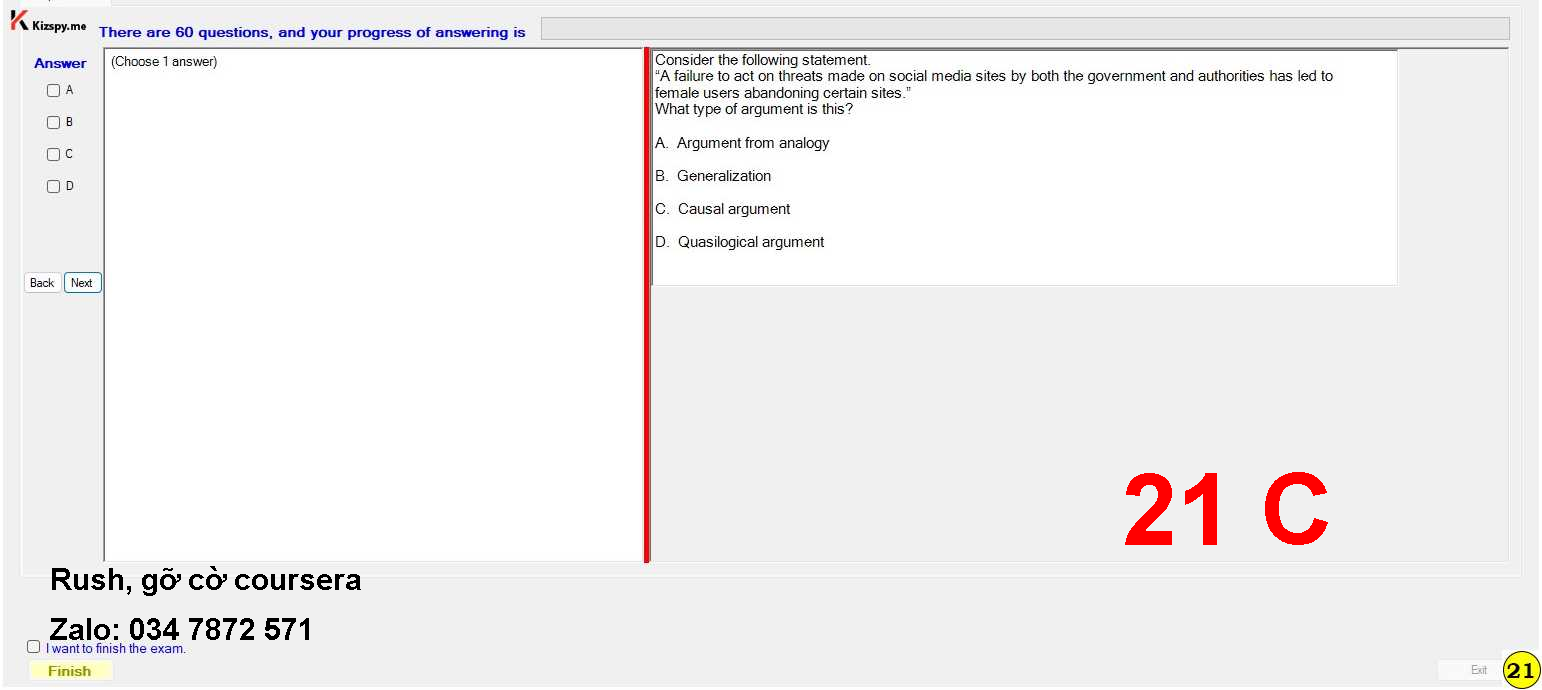 Kizspy.me
There are 60 questions, and your progress of answering is
Answer
(Choose 1 answer)
A
B
C
D
Back
Next
Consider the following statement.
“A failure to act on threats made on social media sites by both the government and authorities has led to
female users abandoning certain sites.”
What type of argument is this?
A. Argument from analogy
B. Generalization
C. Causal argument
D. Quasilogical argument
21 C
Rush, gỡ cờ coursera
Zalo: 034 7872 571
I want to finish the exam.
Finish
Exit
21